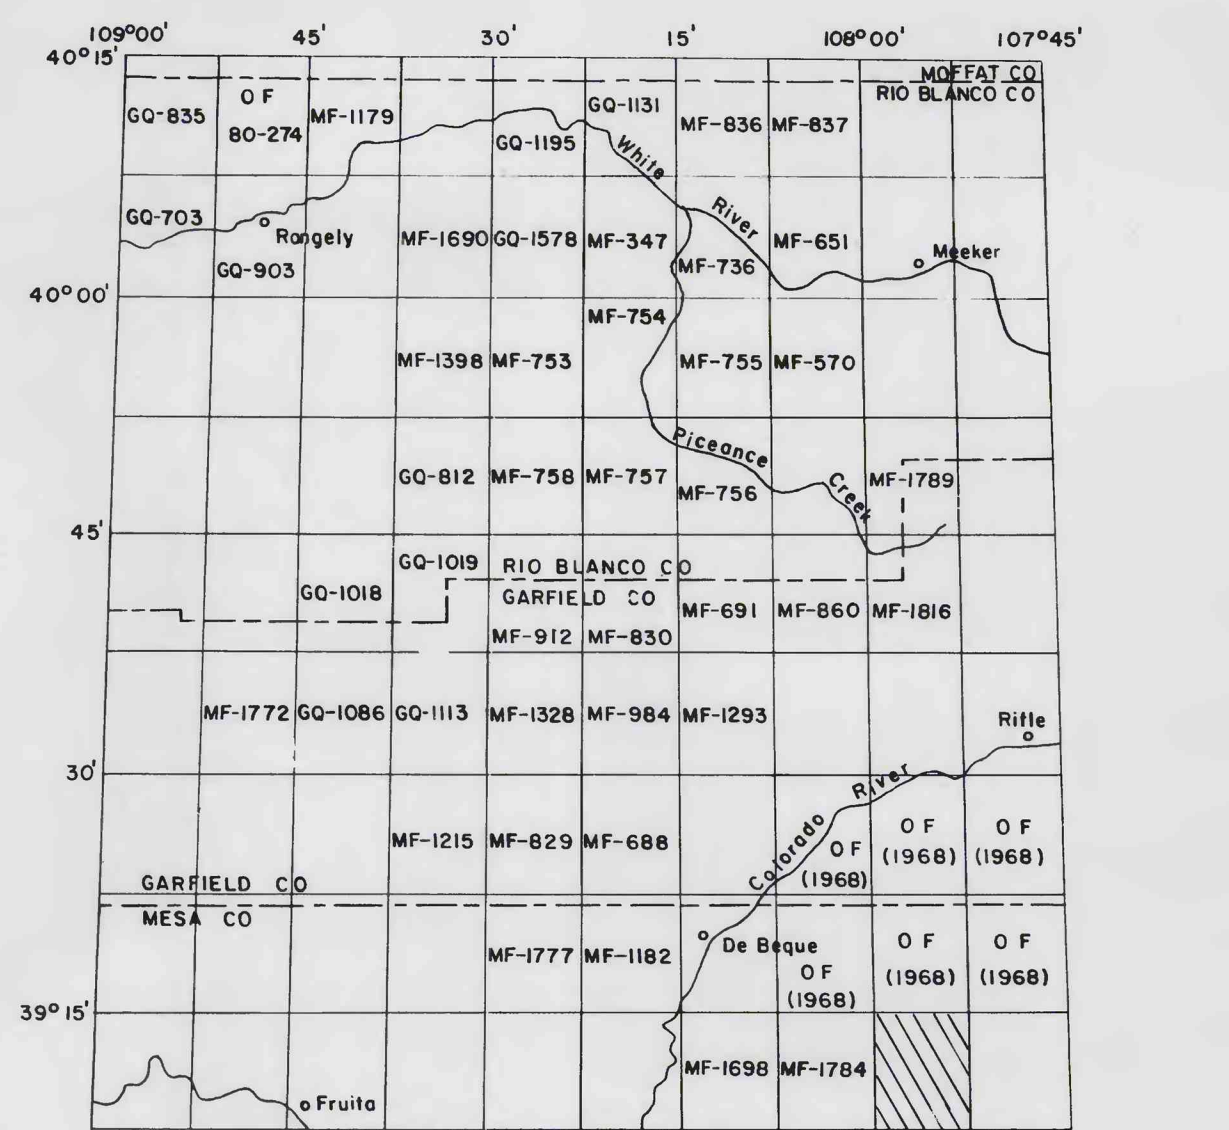 109°00' 45' 30' 15' 108°00' 107°45'
40°15'
MOFFAT CO
RIO BLANCO CO
GQ-835
OF
80-274
MF-1179
GQ-1131
MF-836 MF-837
GQ-1195
White
River
GQ-703
Rangely
GQ-903
MF-1690 GQ-1578 MF-347
MF-651
MF-736
Meeker
40°00'
MF-754
MF-1398 MF-753
MF-755 MF-570
Piceance
Creek
GQ-812 MF-758 MF-757
MF-756
MF-1789
45'
GQ-1019
RIO BLANCO CO
GQ-1018
GARFIELD CO
MF-691 MF-860 MF-1816
MF-912 MF-830
MF-1772 GQ-1086 GQ-1113 MF-1328 MF-984 MF-1293
Rifle
30'
Colorado River
MF-1215 MF-829 MF-688
OF
(1968)
OF
(1968)
OF
(1968)
GARFIELD CO
MESA CO
De Beque
MF-1777 MF-1182
OF
(1968)
OF
(1968)
OF
(1968)
39°15'
MF-1698 MF-1784
Fruita